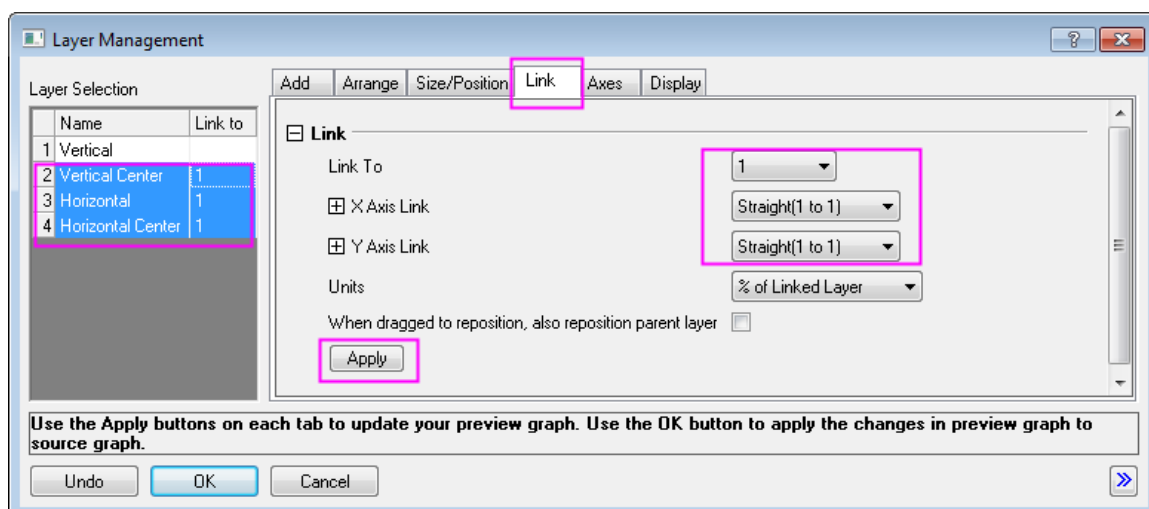 Layer Management
Layer Selection
Add Arrange Size/Position Link Axes Display
Name Link to
1 Vertical
2 Vertical Center 1
3 Horizontal 1
4 Horizontal Center 1
Link
Link To 1
X Axis Link Straight(1 to 1)
Y Axis Link Straight(1 to 1)
Units % of Linked Layer
When dragged to reposition, also reposition parent layer
Apply
Use the Apply buttons on each tab to update your preview graph. Use the OK button to apply the changes in preview graph to
source graph.
Undo OK Cancel